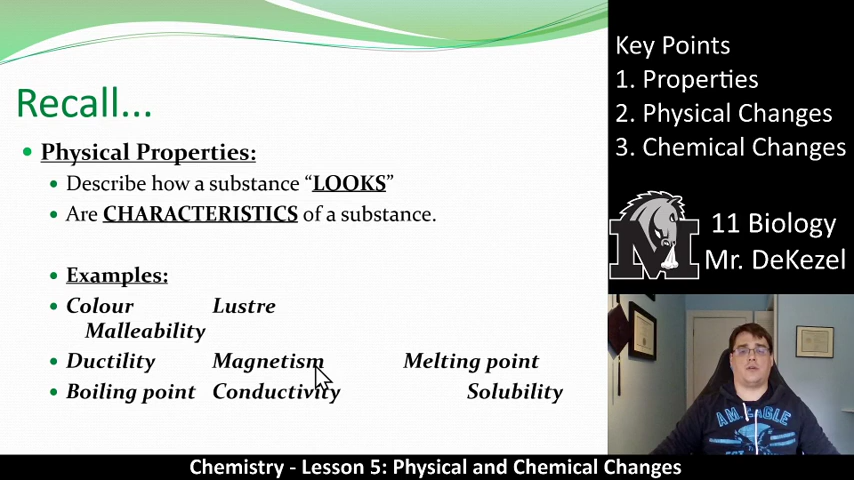 Recall...
Physical Properties:
Describe how a substance “LOOKS”
Are CHARACTERISTICS of a substance.
Examples:
Colour Lustre
Malleability
Ductility Magnetism Melting point
Boiling point Conductivity Solubility
Key Points
1. Properties
2. Physical Changes
3. Chemical Changes
M
11 Biology
Mr. DeKezel
AM. EAGLE
Chemistry - Lesson 5: Physical and Chemical Changes